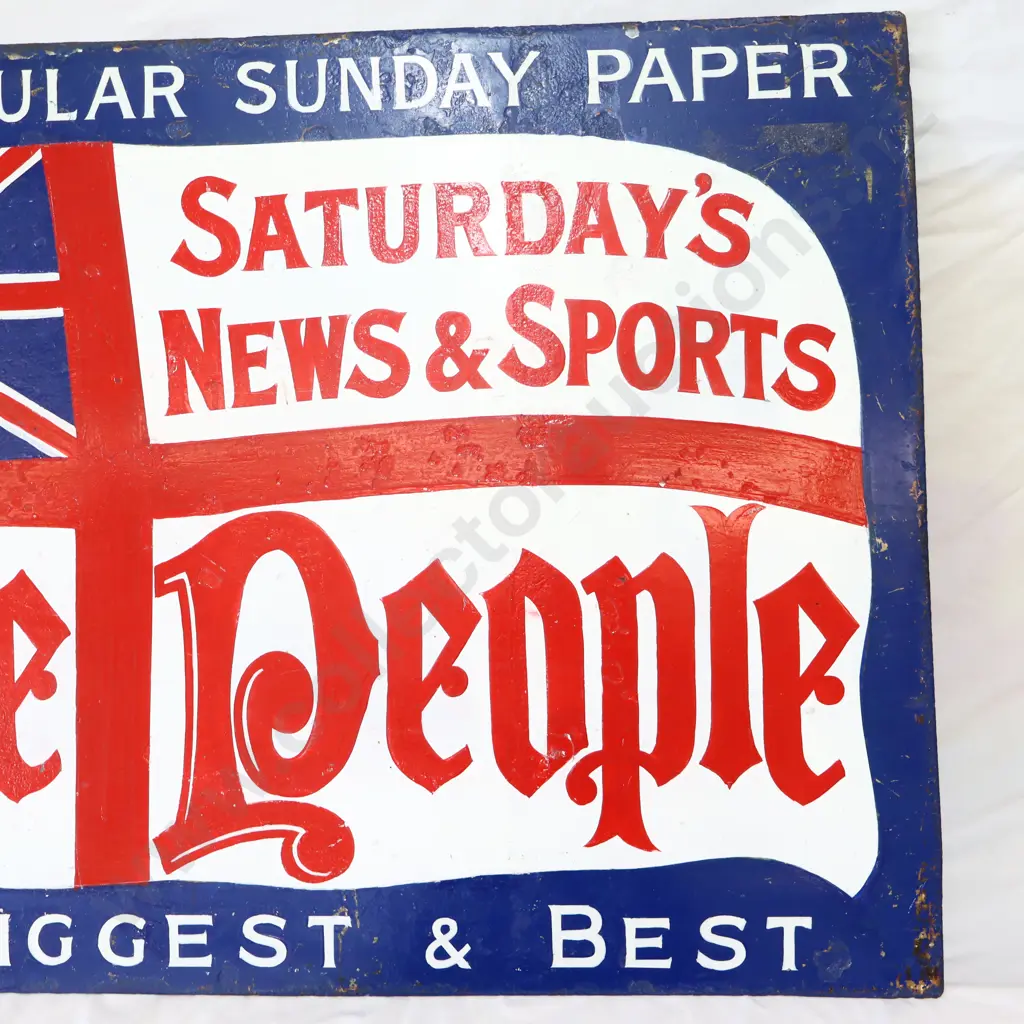 ULAR SUNDAY PAPER
SATURDAY'S
NEWS & SPORTS
e People
IGGEST & BEST